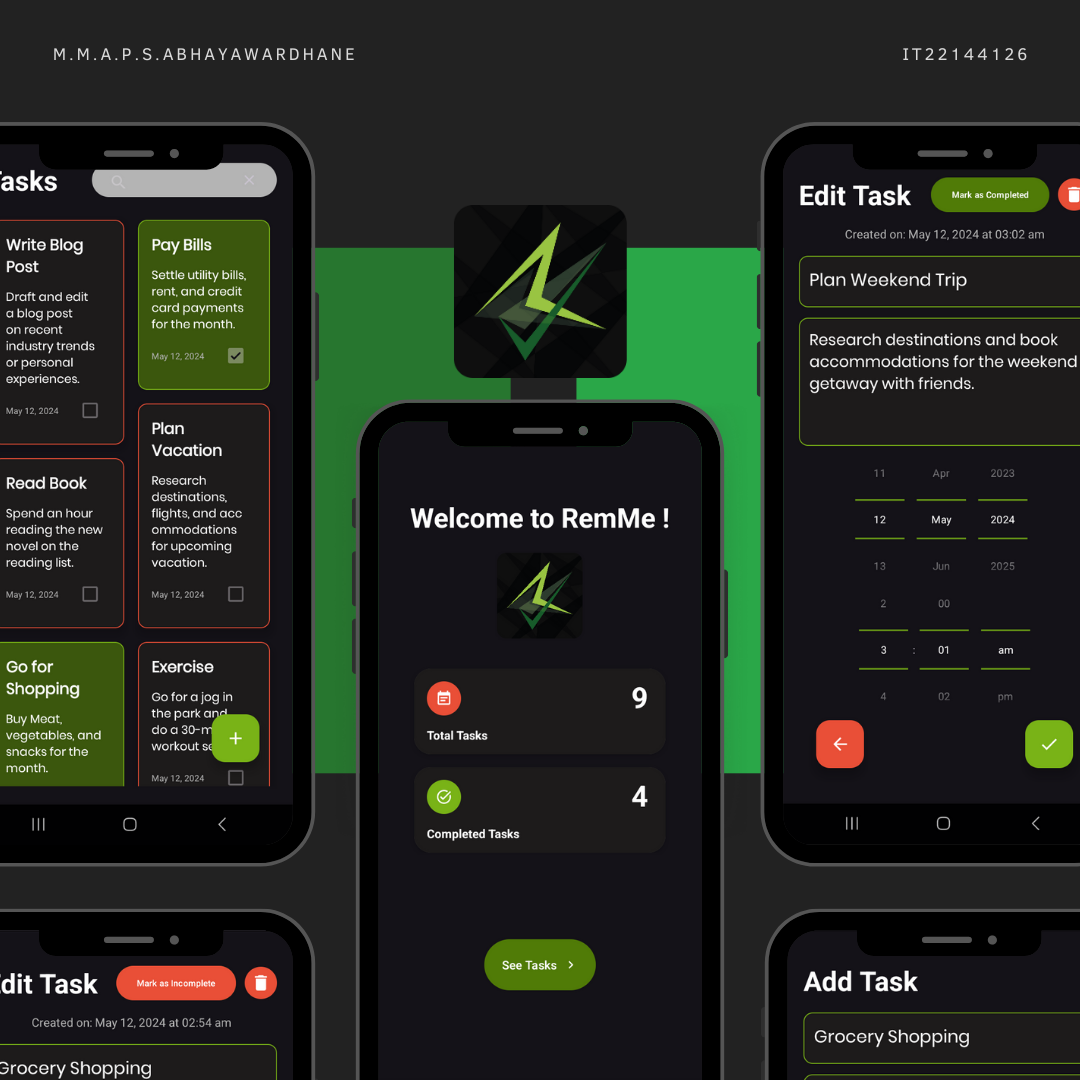 M.M.A.P.S.ABHAYAWARDHANE
IT22144126
Tasks
Write Blog
Post
Draft and edit
a blog post
on recent
industry trends
or personal
experiences.
May 12, 2024
Read Book
Spend an hour
reading the new
novel on the
reading list.
May 12, 2024
Go for
Shopping
Buy Meat,
vegetables, and
snacks for the
month.
Pay Bills
Settle utility bills,
rent, and credit
card payments
for the month.
May 12, 2024
Plan
Vacation
Research
destinations,
flights, and acc
ommodations
for upcoming
vacation.
May 12, 2024
Exercise
Go for a jog in
the park and
do a 30-m
workout se
May 12, 2024
+
Welcome to RemMe !
9
Total Tasks
4
Completed Tasks
See Tasks
Edit Task
Mark as Completed
Created on: May 12, 2024 at 03:02 am
Plan Weekend Trip
Research destinations and book
accommodations for the weekend
getaway with friends.
11 Apr 2023
12 May 2024
13 Jun 2025
2 00
3 : 01 am
4 02 pm
Edit Task
Mark as Incomplete
Created on: May 12, 2024 at 02:54 am
Grocery Shopping
Add Task
Grocery Shopping